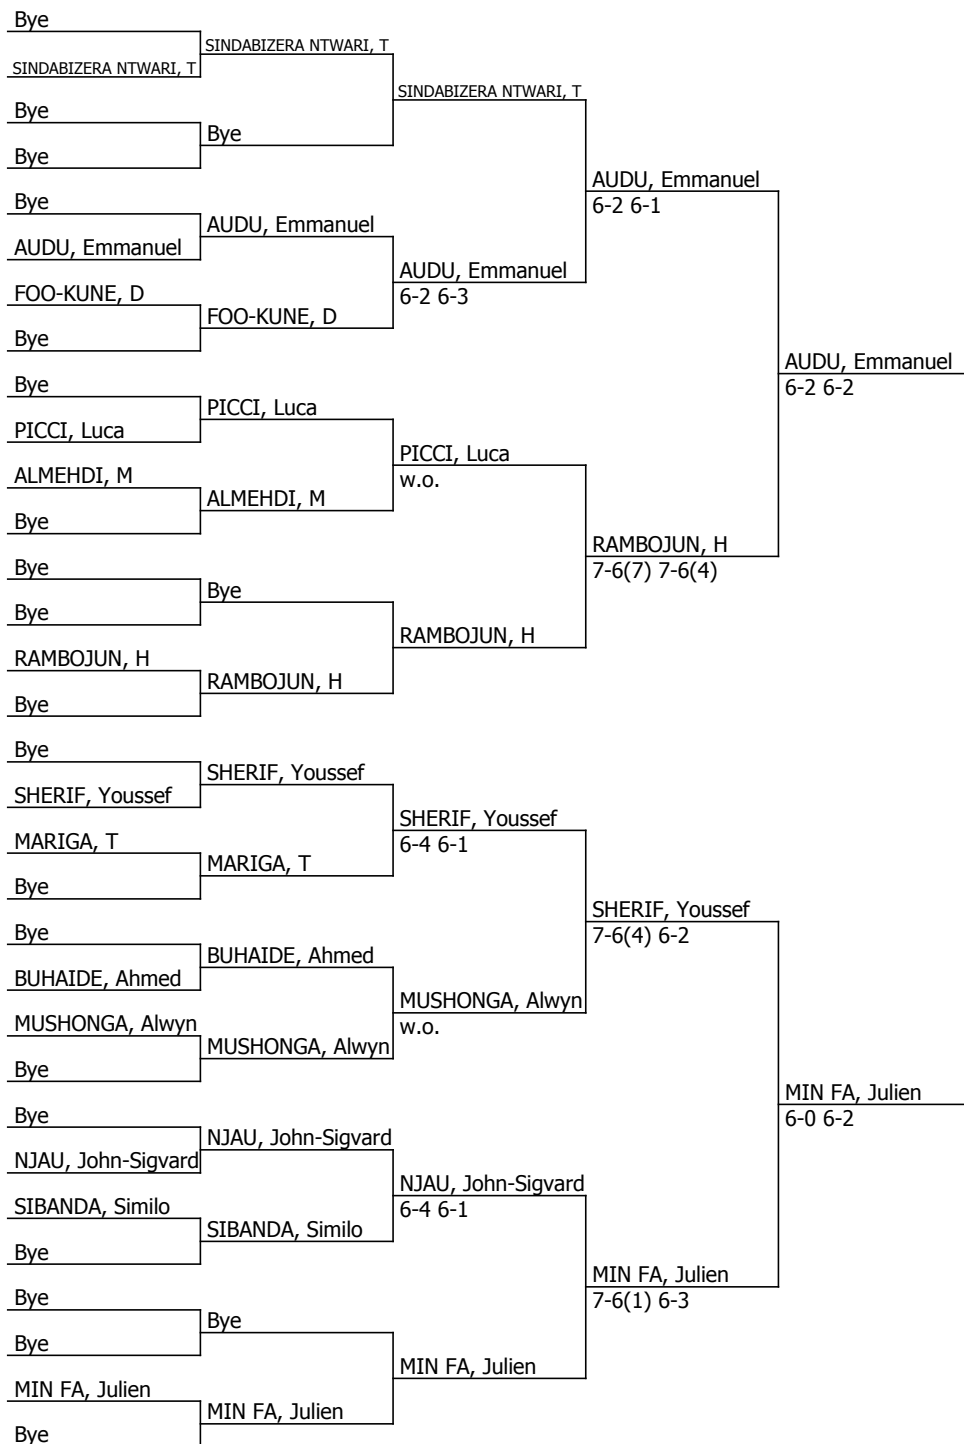 Bye
SINDABIZERA NTWARI, T
SINDABIZERA NTWARI, T
SINDABIZERA NTWARI, T
Bye
Bye
Bye
AUDU, Emmanuel
6-2 6-1
Bye
AUDU, Emmanuel
AUDU, Emmanuel
AUDU, Emmanuel
6-2 6-3
FOO-KUNE, D
FOO-KUNE, D
Bye
AUDU, Emmanuel
6-2 6-2
Bye
PICCI, Luca
PICCI, Luca
PICCI, Luca
w.o.
ALMEHDI, M
ALMEHDI, M
Bye
RAMBOJUN, H
7-6(7) 7-6(4)
Bye
Bye
Bye
RAMBOJUN, H
RAMBOJUN, H
RAMBOJUN, H
Bye
Bye
SHERIF, Youssef
SHERIF, Youssef
SHERIF, Youssef
6-4 6-1
MARIGA, T
MARIGA, T
Bye
SHERIF, Youssef
7-6(4) 6-2
Bye
BUHAIDE, Ahmed
BUHAIDE, Ahmed
MUSHONGA, Alwyn
w.o.
MUSHONGA, Alwyn
MUSHONGA, Alwyn
Bye
MIN FA, Julien
6-0 6-2
Bye
NJAU, John-Sigvard
NJAU, John-Sigvard
NJAU, John-Sigvard
6-4 6-1
SIBANDA, Similo
SIBANDA, Similo
Bye
MIN FA, Julien
7-6(1) 6-3
Bye
Bye
Bye
MIN FA, Julien
MIN FA, Julien
MIN FA, Julien
Bye